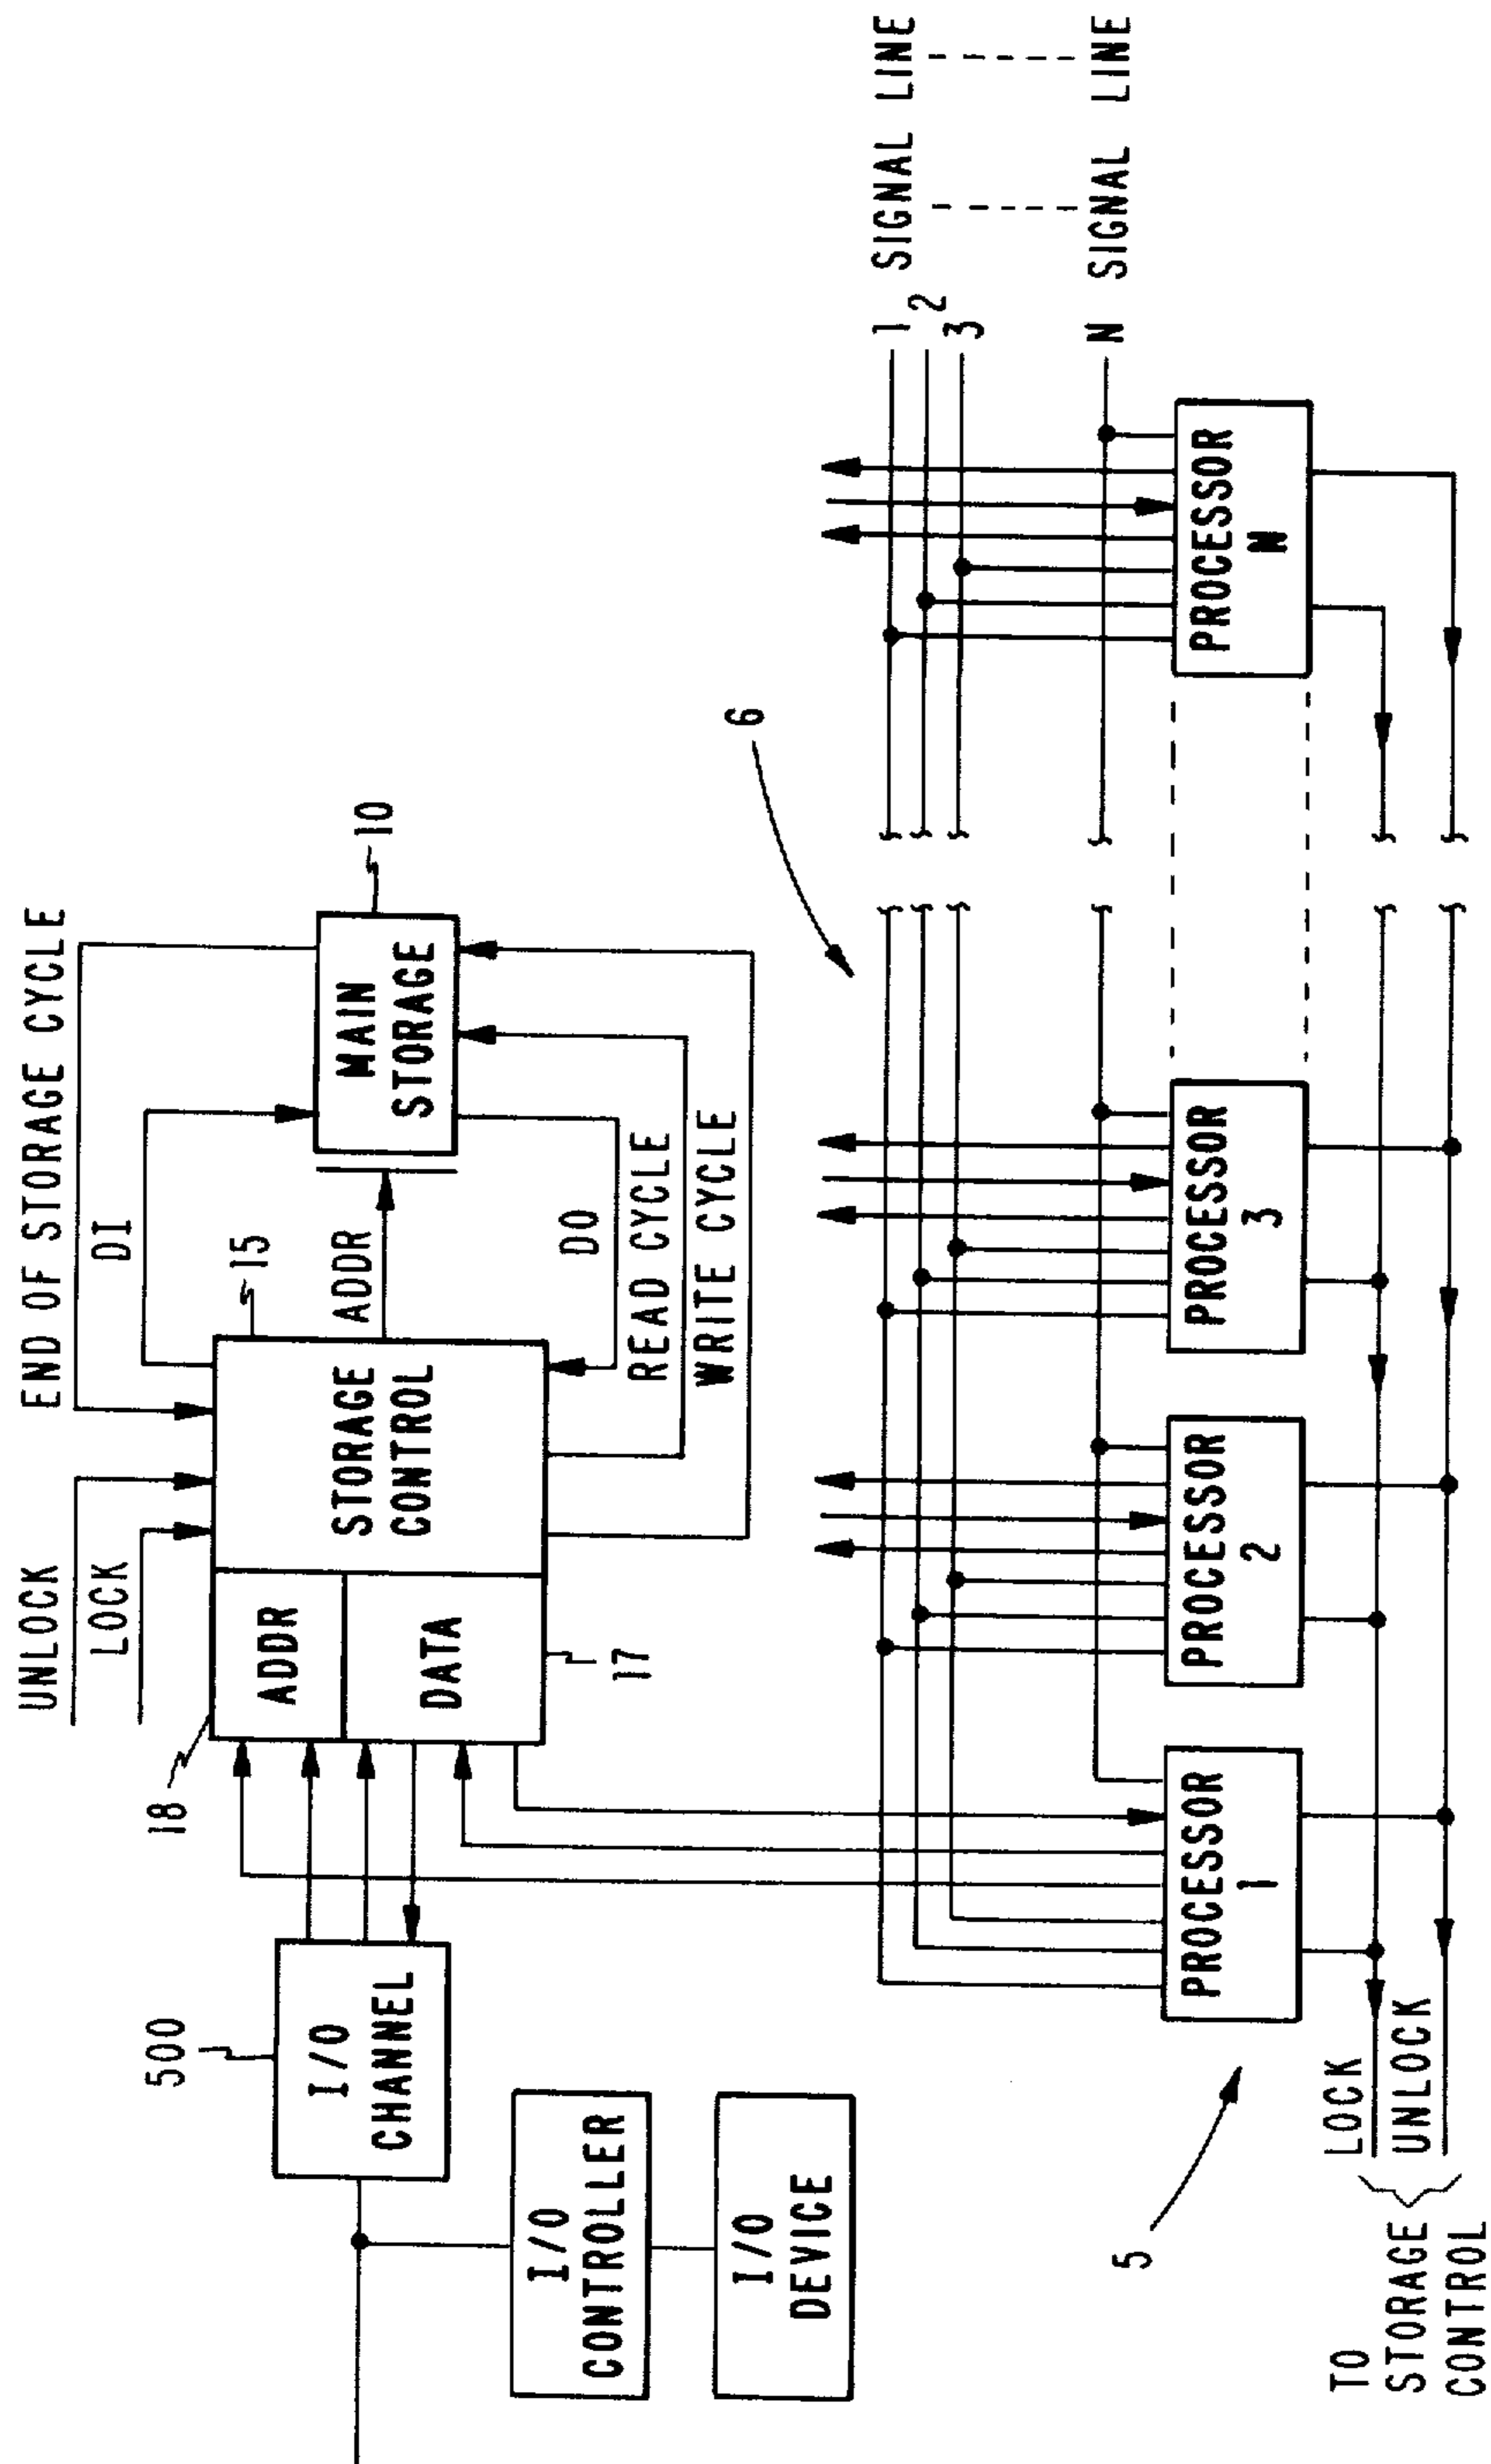 END OF STORAGE CYCLE
UNLOCK
LOCK
DI
18
15
10
500
I/O
CHANNEL
ADDR
DATA
STORAGE
CONTROL
ADDR
MAIN
STORAGE
DO
READ CYCLE
WRITE CYCLE
17
I/O
CONTROLLER
I/O
DEVICE
6
1 SIGNAL LINE
2
3
N SIGNAL LINE
5
PROCESSOR
1
PROCESSOR
2
PROCESSOR
3
PROCESSOR
N
LOCK
UNLOCK
TO
STORAGE
CONTROL